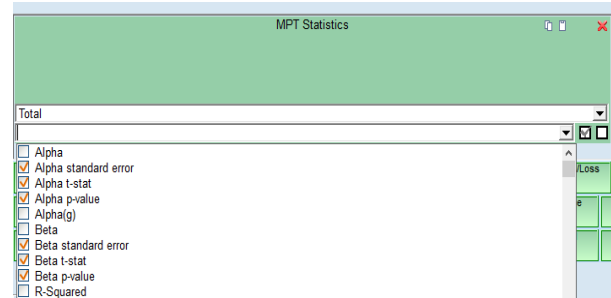 MPT Statistics
Total
Alpha
Alpha standard error
Alpha t-stat
/Loss
Alpha p-value
Alpha(g)
e
Beta
Beta standard error
Beta t-stat
Beta p-value
R-Squared